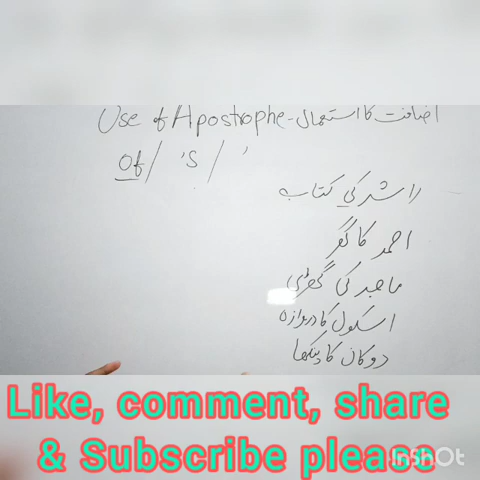 Use of Apostrophe - اضافت کا استعمال
Of / 's / '
راشد کی کتاب
احمد کا گھر
ماجد کی گھڑی
اسکول کا دروازہ
دوکان کا پنکھا
Like, comment, share
& Subscribe please
InShOt